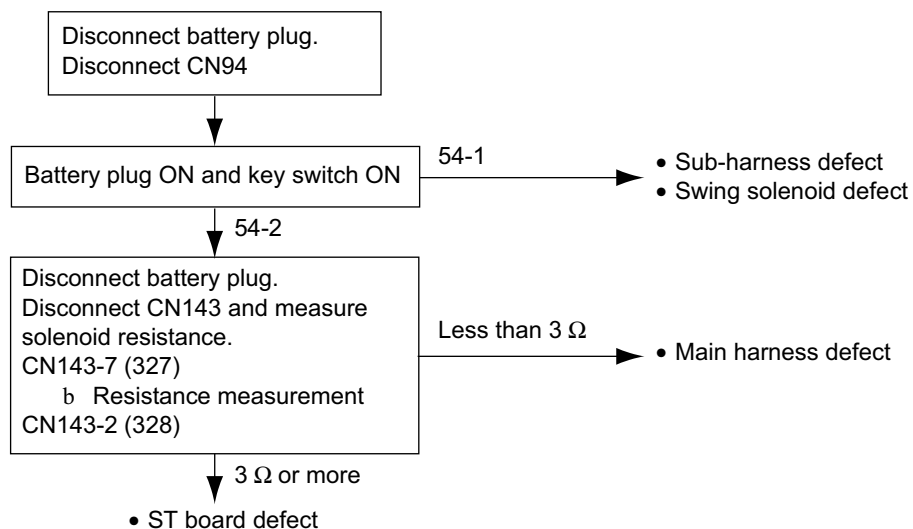 Disconnect battery plug.
Disconnect CN94
Battery plug ON and key switch ON
54-1
• Sub-harness defect
• Swing solenoid defect
54-2
Disconnect battery plug.
Disconnect CN143 and measure
solenoid resistance.
CN143-7 (327)
b Resistance measurement
CN143-2 (328)
Less than 3 Ω
• Main harness defect
3 Ω or more
• ST board defect